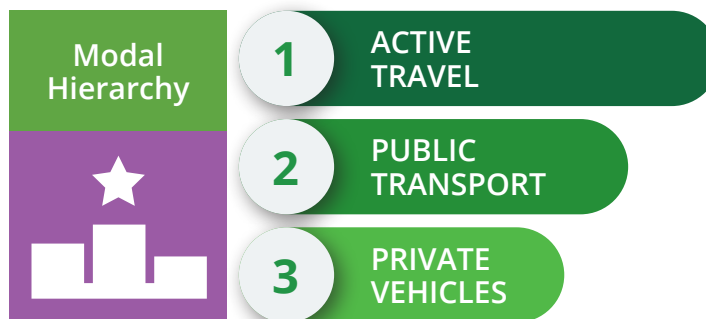 Modal
Hierarchy
1
ACTIVE
TRAVEL
2
PUBLIC
TRANSPORT
3
PRIVATE
VEHICLES